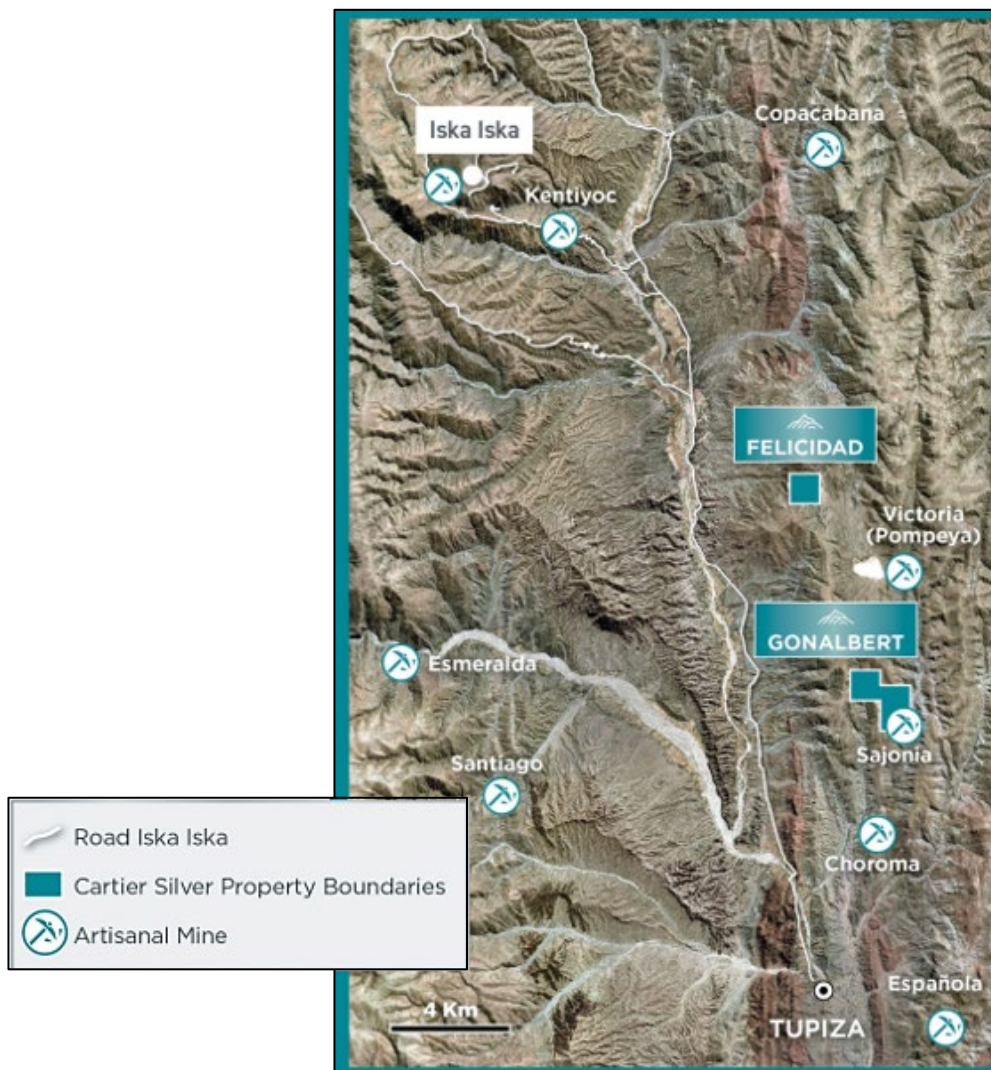 Iska Iska
Copacabana
Kentiyoc
FELICIDAD
Victoria
(Pompeya)
GONALBERT
Esmeralda
Sajonia
Santiago
Choroma
Española
4 Km
TUPIZA
Road Iska Iska
Cartier Silver Property Boundaries
Artisanal Mine